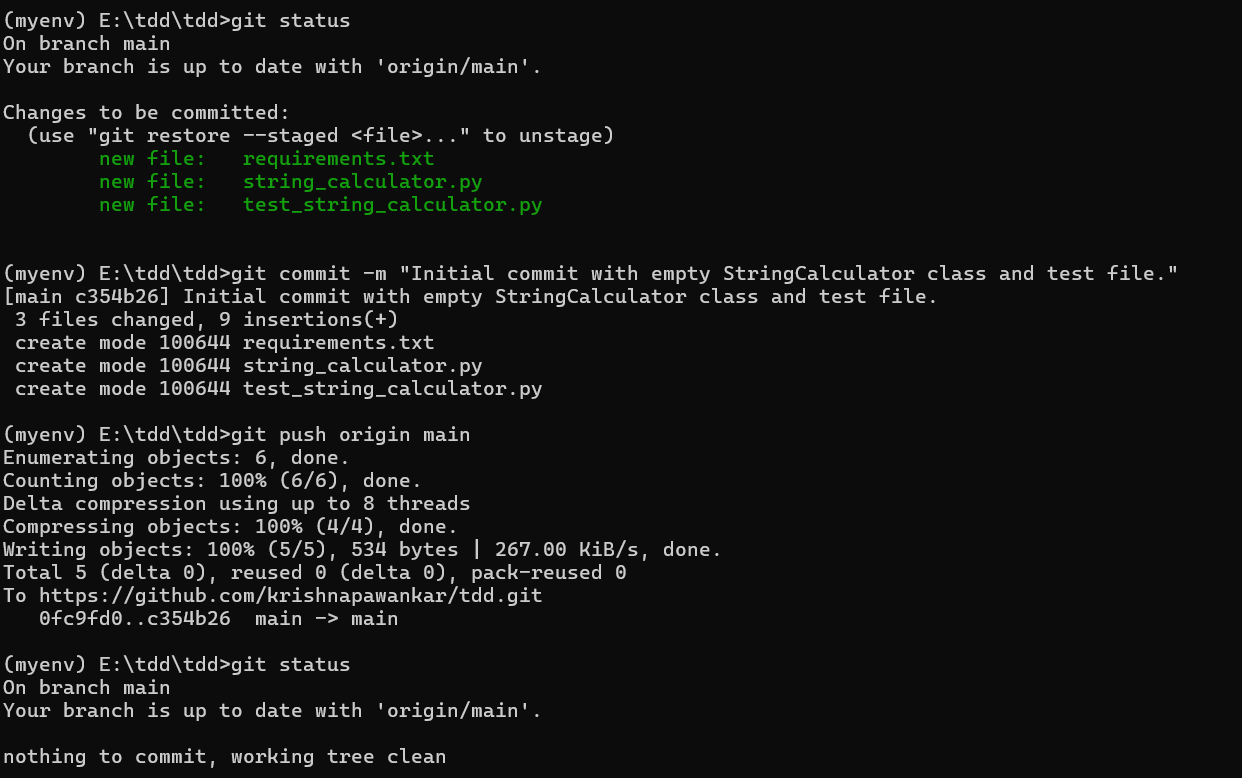 (myenv) E:\tdd\tdd>git status
On branch main
Your branch is up to date with 'origin/main'.
Changes to be committed:
  (use "git restore --staged <file>..." to unstage)
        new file:   requirements.txt
        new file:   string_calculator.py
        new file:   test_string_calculator.py
(myenv) E:\tdd\tdd>git commit -m "Initial commit with empty StringCalculator class and test file."
[main c354b26] Initial commit with empty StringCalculator class and test file.
 3 files changed, 9 insertions(+)
 create mode 100644 requirements.txt
 create mode 100644 string_calculator.py
 create mode 100644 test_string_calculator.py
(myenv) E:\tdd\tdd>git push origin main
Enumerating objects: 6, done.
Counting objects: 100% (6/6), done.
Delta compression using up to 8 threads
Compressing objects: 100% (4/4), done.
Writing objects: 100% (5/5), 534 bytes | 267.00 KiB/s, done.
Total 5 (delta 0), reused 0 (delta 0), pack-reused 0
To https://github.com/krishnapawankar/tdd.git
   0fc9fd0..c354b26  main -> main
(myenv) E:\tdd\tdd>git status
On branch main
Your branch is up to date with 'origin/main'.
nothing to commit, working tree clean